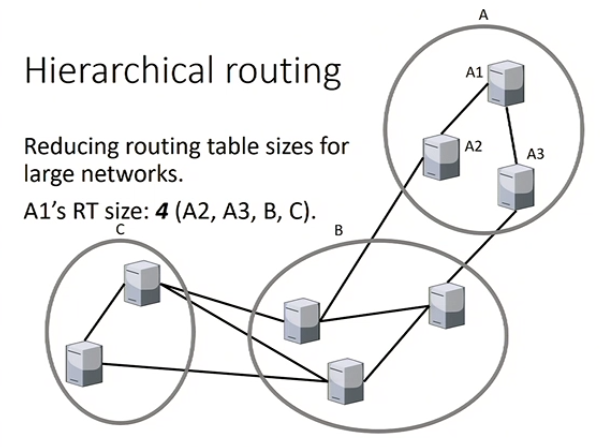 A
Hierarchical routing
A1
A2
A3
Reducing routing table sizes for
large networks.
A1's RT size: 4 (A2, A3, B, C).
C
B